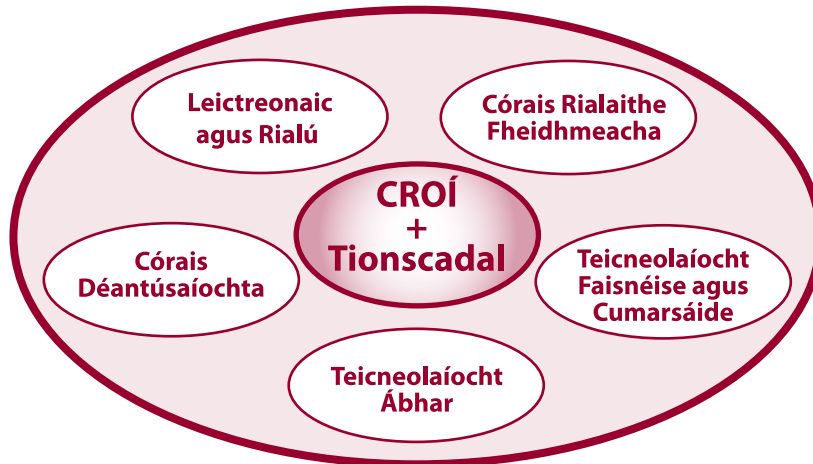 Leictreonaic
agus Rialú
Córais Rialaithe
Fheidhmeacha
CROÍ
+
Tionscadal
Córais
Déantúsaíochta
Teicneolaíocht
Faisnéise agus
Cumarsáide
Teicneolaíocht
Ábhar